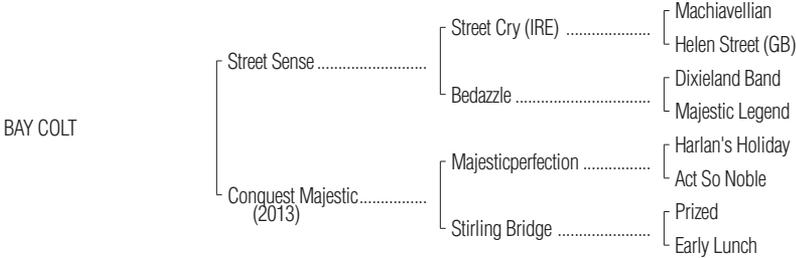 Machiavellian
Street Cry (IRE) ....................
Helen Street (GB)
Street Sense ..........................
Dixieland Band
Bedazzle ................................
Majestic Legend
BAY COLT
Harlan's Holiday
Majesticperfection ................
Act So Noble
Conquest Majestic................
(2013)
Prized
Stirling Bridge ......................
Early Lunch